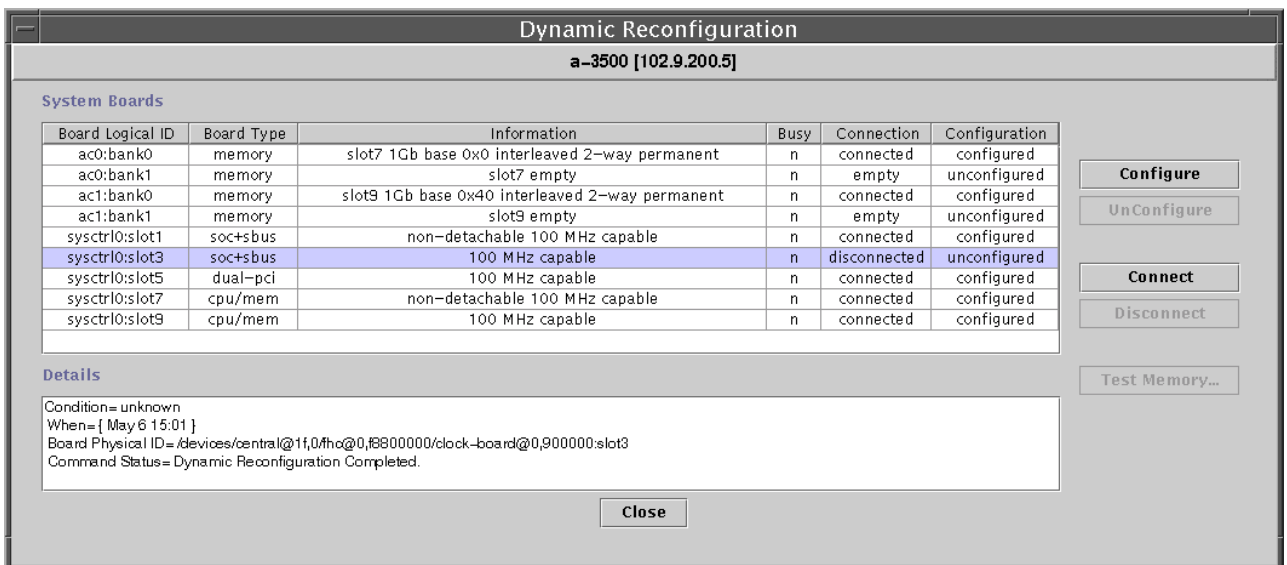 Dynamic Reconfiguration
a-3500 [102.9.200.5]
System Boards
Board Logical ID Board Type Information Busy Connection Configuration
ac0:bank0 memory slot7 1Gb base 0x0 interleaved 2-way permanent n connected configured
ac0:bank1 memory slot7 empty n empty unconfigured
ac1:bank0 memory slot9 1Gb base 0x40 interleaved 2-way permanent n connected configured
ac1:bank1 memory slot9 empty n empty unconfigured
sysctrl0:slot1 soc+sbus non-detachable 100 MHz capable n connected configured
sysctrl0:slot3 soc+sbus 100 MHz capable n disconnected unconfigured
sysctrl0:slot5 dual-pci 100 MHz capable n connected configured
sysctrl0:slot7 cpu/mem non-detachable 100 MHz capable n connected configured
sysctrl0:slot9 cpu/mem 100 MHz capable n connected configured
Configure
UnConfigure
Connect
Disconnect
Test Memory...
Details
Condition= unknown
When= { May 6 15:01 }
Board Physical ID= /devices/central@1f,0/fhc@0,f8800000/clock-board@0,900000:slot3
Command Status= Dynamic Reconfiguration Completed.
Close